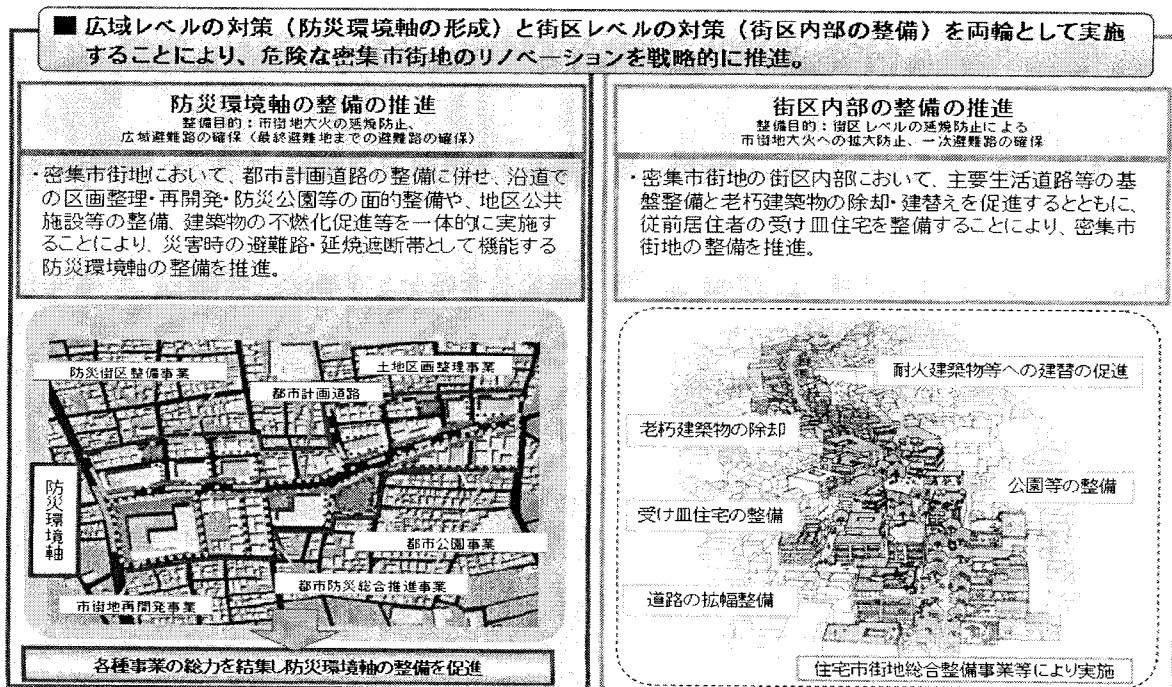 ■ 広域レベルの対策（防災環境軸の形成）と街区レベルの対策（街区内部の整備）を両輪として実施
することにより、危険な密集市街地のリノベーションを戦略的に推進。
防災環境軸の整備の推進
整備目的：市街地大火の延焼防止、
広域避難路の確保（最終避難地までの避難路の確保）
・密集市街地において、都市計画道路の整備に併せ、沿道で
の区画整理・再開発・防災公園等の面的整備や、地区公共
施設等の整備、建築物の不燃化促進等を一体的に実施す
ることにより、災害時の避難路・延焼遮断帯として機能する
防災環境軸の整備を推進。
防災街区整備事業
土地区画整理事業
都市計画道路
防災環境軸
都市公園事業
都市防災総合推進事業
市街地再開発事業
各種事業の総力を結集し防災環境軸の整備を促進
街区内部の整備の推進
整備目的：街区レベルの延焼防止による
市街地大火への拡大防止、一次避難路の確保
・密集市街地の街区内部において、主要生活道路等の基
盤整備と老朽建築物の除却・建替えを促進するとともに、
従前居住者の受け皿住宅を整備することにより、密集市
街地の整備を推進。
耐火建築物等への建替の促進
老朽建築物の除却
公園等の整備
受け皿住宅の整備
道路の拡幅整備
住宅市街地総合整備事業等により実施